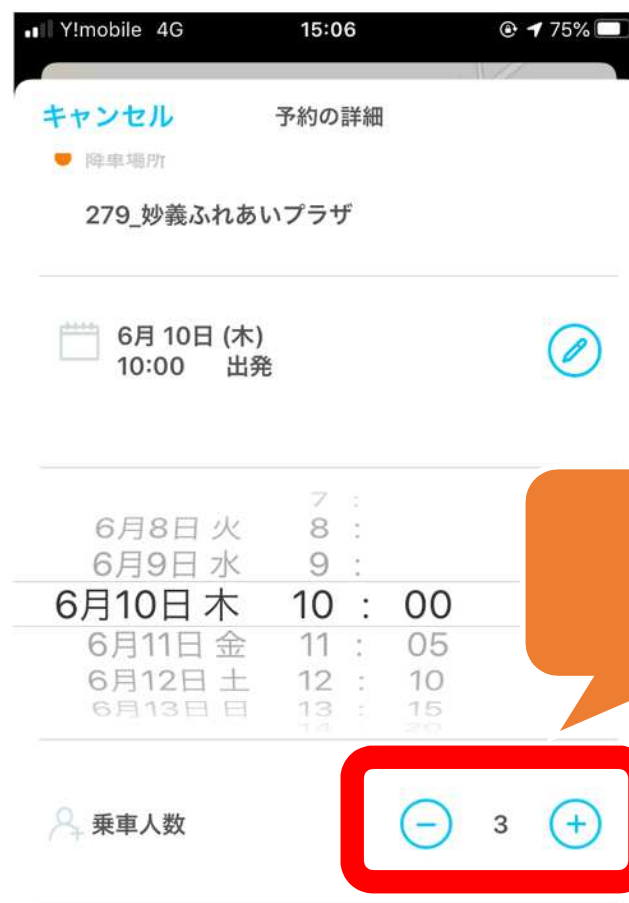 Y!mobile 4G 15:06 75%
キャンセル 予約の詳細
降車場所
279_妙義ふれあいプラザ
6月 10日 (木)
10:00 出発
7 :
6月8日 火 8 :
6月9日 水 9 :
6月10日 木 10 : 00
6月11日 金 11 : 05
6月12日 土 12 : 10
6月13日 日 13 : 15
14 20
乗車人数 − 3 +